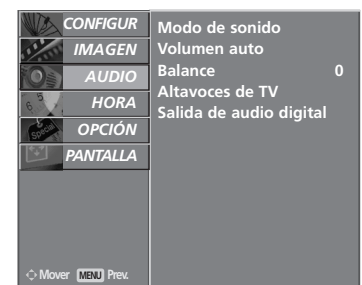 CONFIGUR
IMAGEN
AUDIO
HORA
Special
OPCIÓN
PANTALLA
Mover MENU Prev.
Modo de sonido
Volumen auto
Balance 0
Altavoces de TV
Salida de audio digital